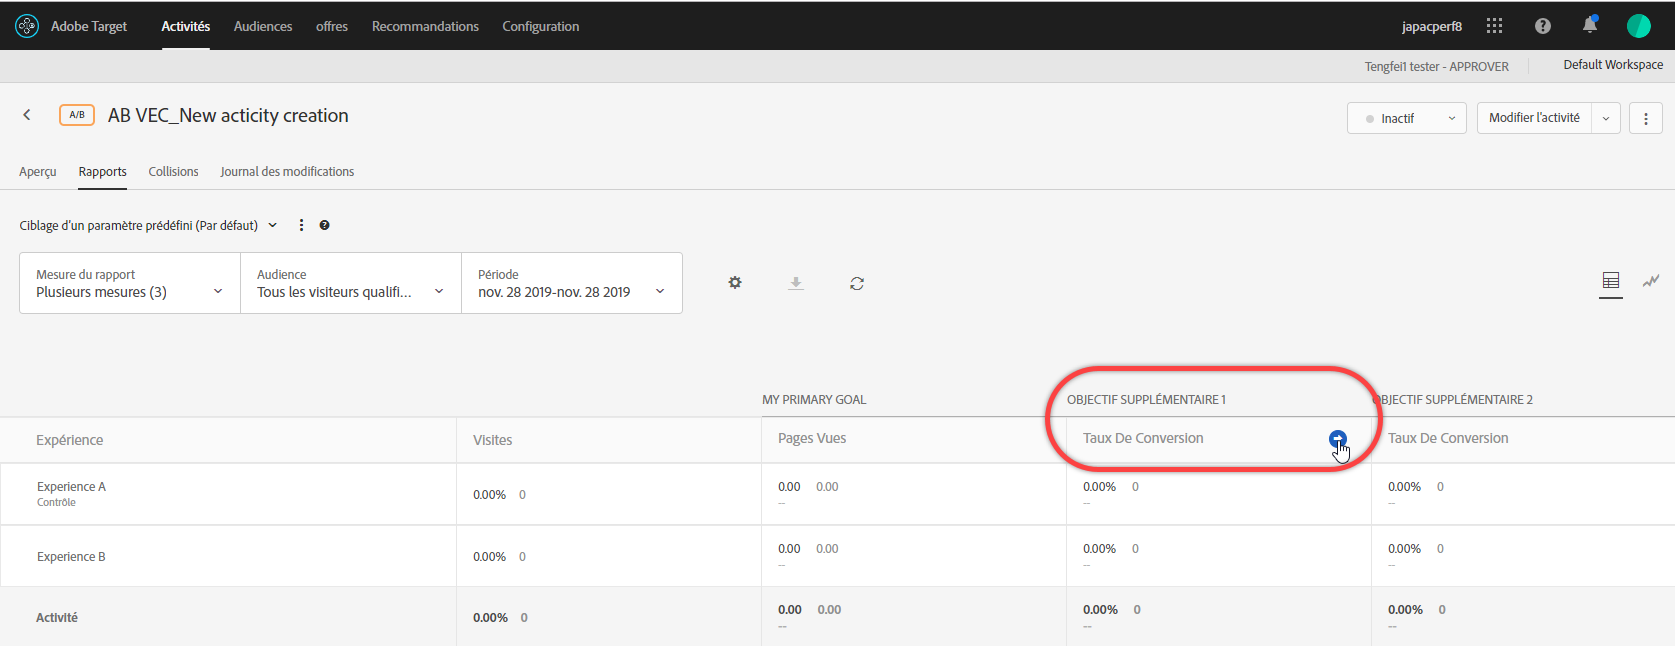 Adobe Target Activités Audiences offres Recommandations Configuration japacperf8
Tengfei1 tester - APPROVER Default Workspace
A/B AB VEC_New acticity creation Inactif Modifier l'activité
Aperçu Rapports Collisions Journal des modifications
Ciblage d'un paramètre prédéfini (Par défaut)
Mesure du rapport Audience Période
Plusieurs mesures (3) Tous les visiteurs qualifi... nov. 28 2019-nov. 28 2019
MY PRIMARY GOAL OBJECTIF SUPPLÉMENTAIRE 1 OBJECTIF SUPPLÉMENTAIRE 2
Expérience Visites Pages Vues Taux De Conversion Taux De Conversion
Experience A 0.00% 0 0.00 0.00 0.00% 0 0.00% 0
Contrôle -- -- --
Experience B 0.00% 0 0.00 0.00 0.00% 0 0.00% 0
-- -- --
Activité 0.00% 0 0.00 0.00 0.00% 0 0.00% 0
-- -- --